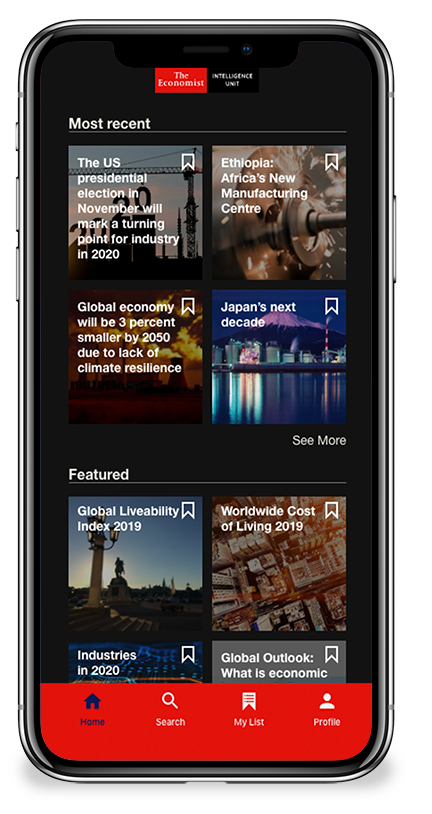 The
Economist
INTELLIGENCE
UNIT
Most recent
The US
presidential
election in
November will
mark a turning
point for industry
in 2020
Ethiopia:
Africa's New
Manufacturing
Centre
Global economy
will be 3 percent
smaller by 2050
due to lack of
climate resilience
Japan's next
decade
See More
Featured
Global Liveability
Index 2019
Worldwide Cost
of Living 2019
Industries
in 2020
Global Outlook:
What is economic
Home
Search
My List
Profile